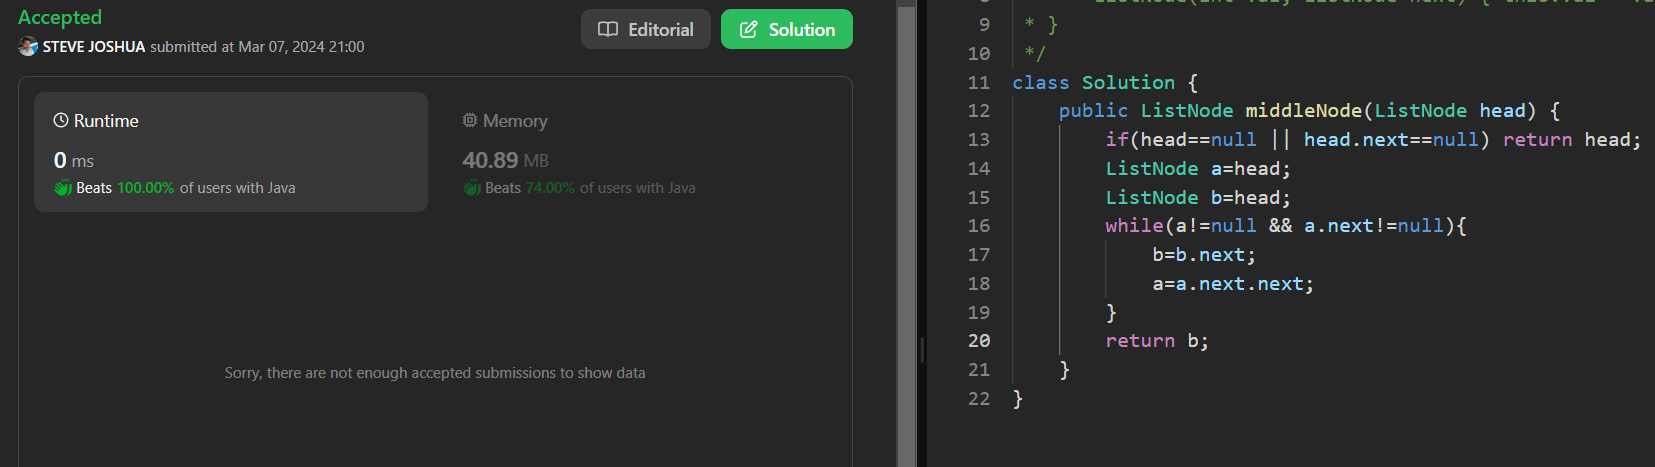 Accepted
STEVE JOSHUA submitted at Mar 07, 2024 21:00
Editorial
Solution
Runtime
0 ms
Beats 100.00% of users with Java
Memory
40.89 MB
Beats 74.00% of users with Java
Sorry, there are not enough accepted submissions to show data
9 * }
10 */
11 class Solution {
12 public ListNode middleNode(ListNode head) {
13 if(head==null || head.next==null) return head;
14 ListNode a=head;
15 ListNode b=head;
16 while(a!=null && a.next!=null){
17 b=b.next;
18 a=a.next.next;
19 }
20 return b;
21 }
22 }